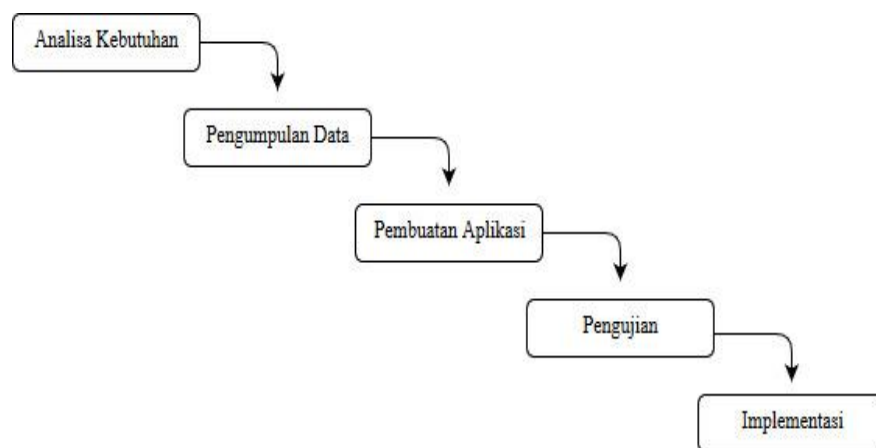 Analisa Kebutuhan
Pengumpulan Data
Pembuatan Aplikasi
Pengujian
Implementasi